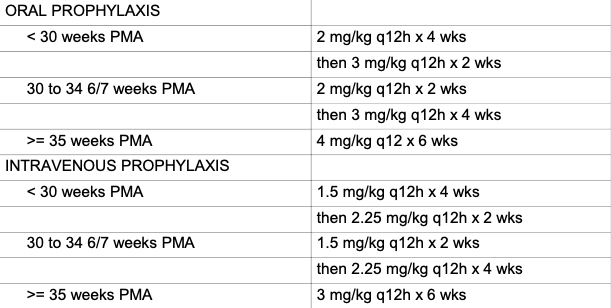 ORAL PROPHYLAXIS
< 30 weeks PMA 2 mg/kg q12h x 4 wks
then 3 mg/kg q12h x 2 wks
30 to 34 6/7 weeks PMA 2 mg/kg q12h x 2 wks
then 3 mg/kg q12h x 4 wks
>= 35 weeks PMA 4 mg/kg q12 x 6 wks
INTRAVENOUS PROPHYLAXIS
< 30 weeks PMA 1.5 mg/kg q12h x 4 wks
then 2.25 mg/kg q12h x 2 wks
30 to 34 6/7 weeks PMA 1.5 mg/kg q12h x 2 wks
then 2.25 mg/kg q12h x 4 wks
>= 35 weeks PMA 3 mg/kg q12h x 6 wks